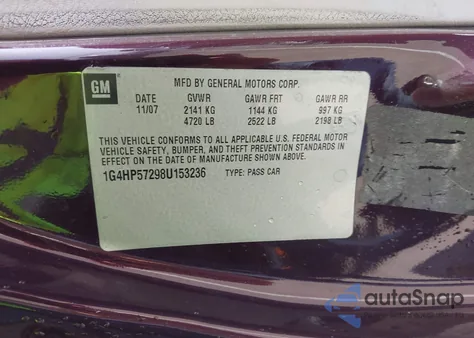 GM
MFD BY GENERAL MOTORS CORP.
DATE GVWR GAWR FRT GAWR RR
11/07 2141 KG 1144 KG 997 KG
4720 LB 2522 LB 2198 LB
THIS VEHICLE CONFORMS TO ALL APPLICABLE U.S. FEDERAL MOTOR
VEHICLE SAFETY, BUMPER, AND THEFT PREVENTION STANDARDS IN
EFFECT ON THE DATE OF MANUFACTURE SHOWN ABOVE.
1G4HP57298U153236 TYPE: PASS CAR
autoSnap